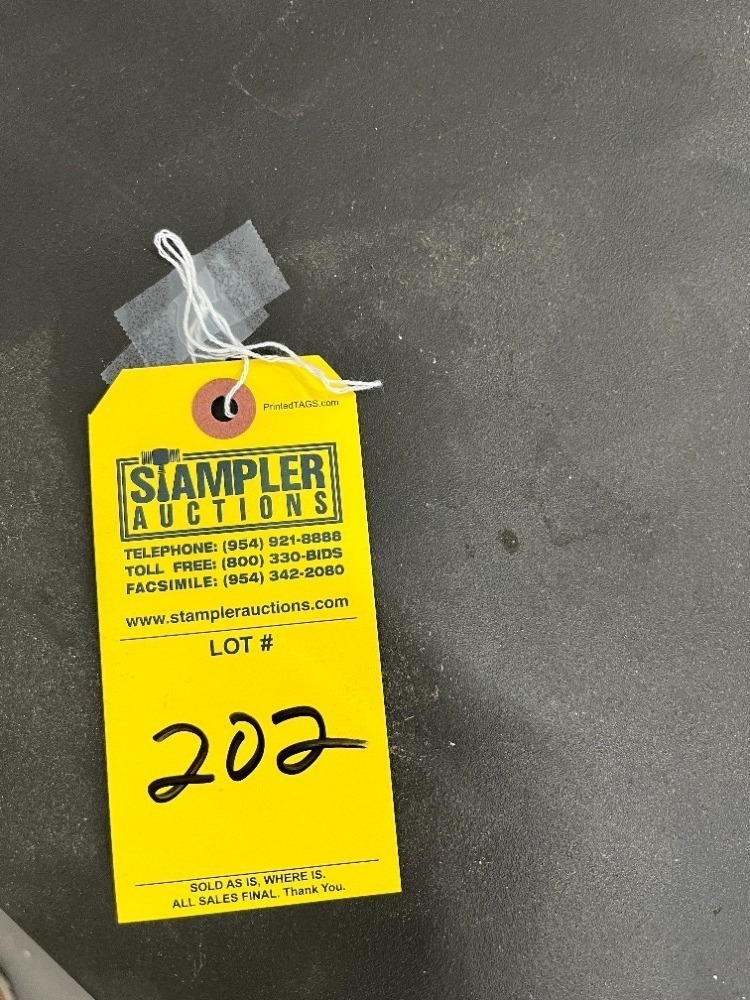 PrintedTAGS.com
STAMPLER
AUCTIONS
TELEPHONE: (954) 921-8888
TOLL FREE: (800) 330-BIDS
FACSIMILE: (954) 342-2080
www.stamplerauctions.com
LOT #
202
SOLD AS IS, WHERE IS.
ALL SALES FINAL. Thank You.